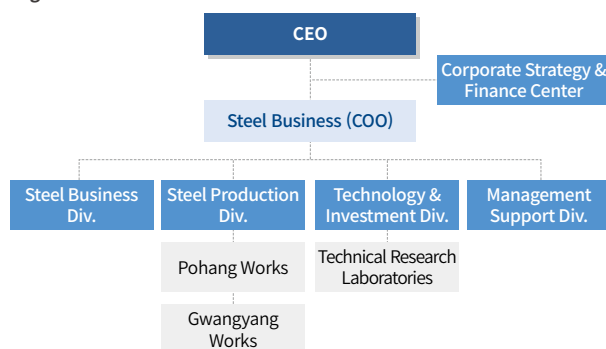 CEO
Corporate Strategy &
Finance Center
Steel Business (COO)
Steel Business
Div.
Steel Production
Div.
Technology &
Investment Div.
Management
Support Div.
Pohang Works
Technical Research
Laboratories
Gwangyang
Works